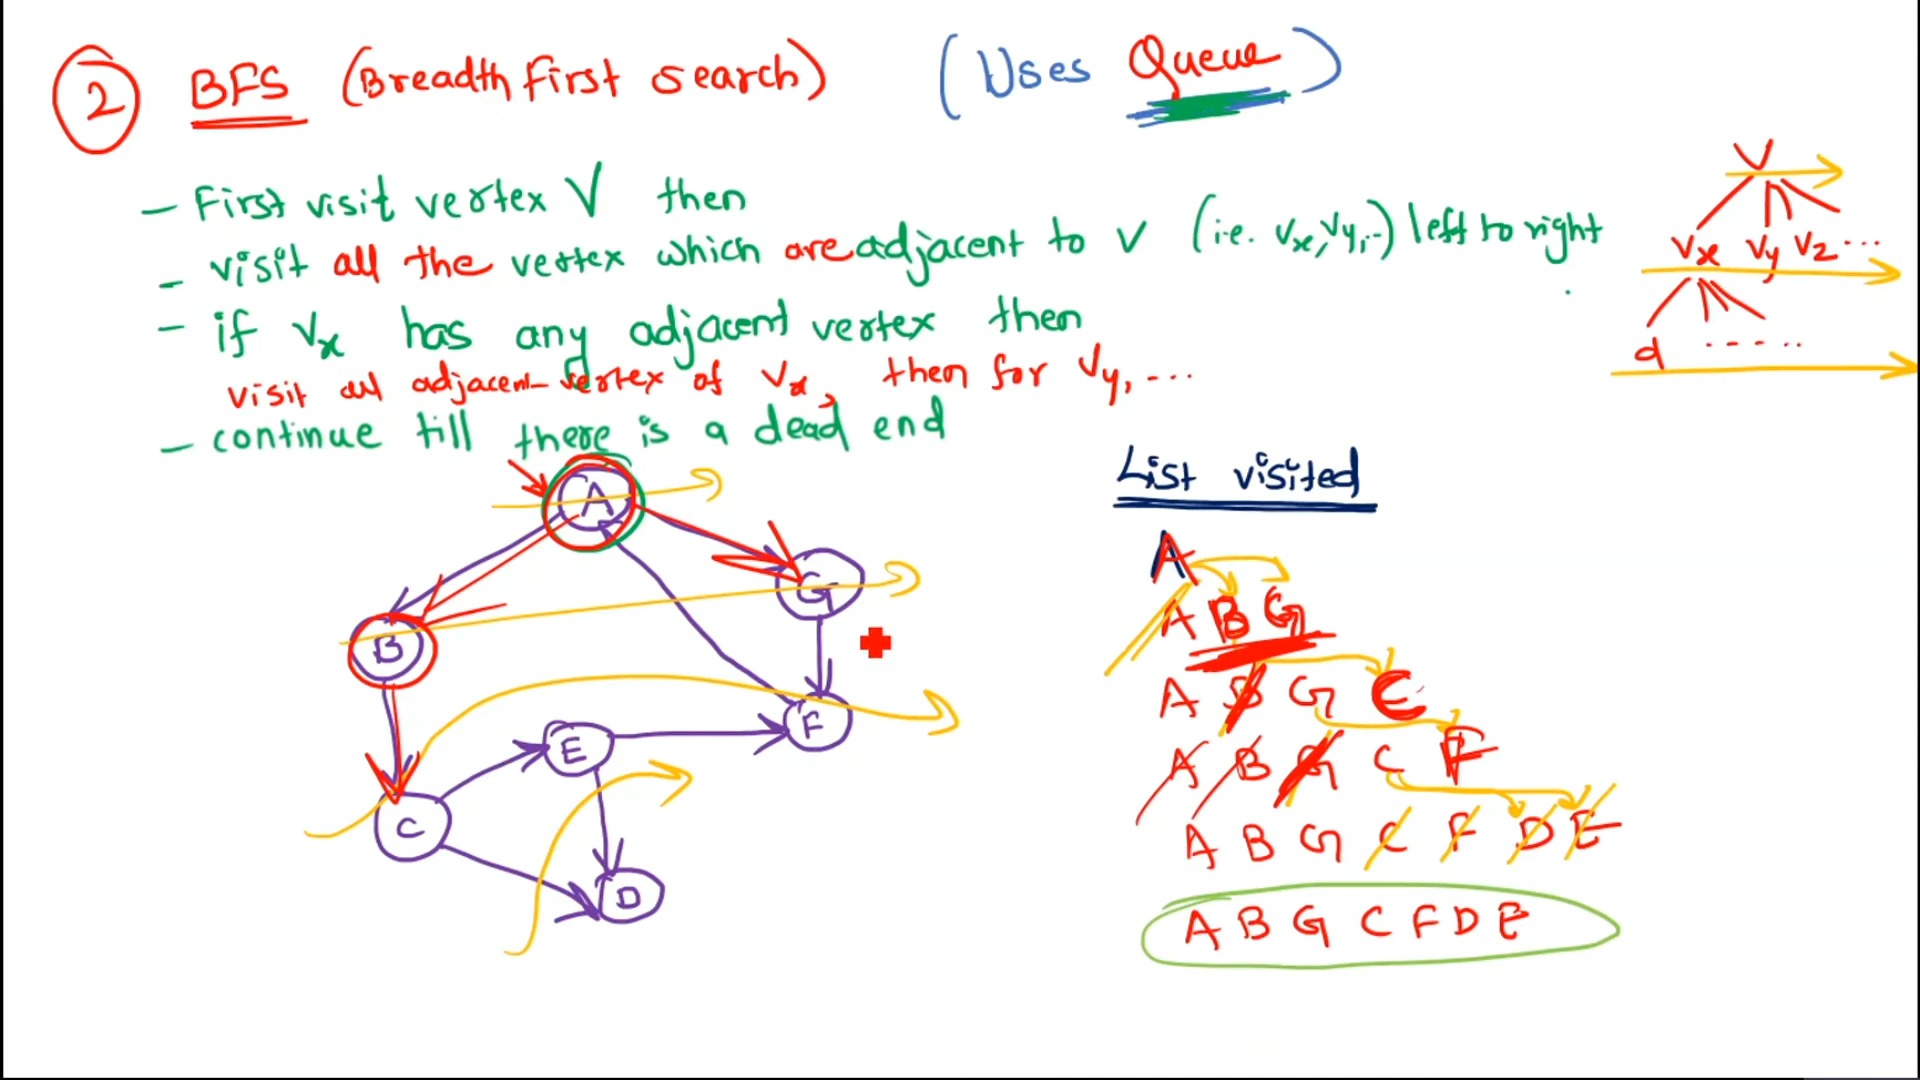 2 BFS (Breadth first search) (Uses Queue)
- First visit vertex V then
- visit all the vertex which are adjacent to V (i.e. Vx, Vy, ..) left to right
- if Vx has any adjacent vertex then
visit all adjacent vertex of Vx, then for Vy, ...
- continue till there is a dead end
V
Vx Vy Vz ...
d .....
List visited
A
A B G
A B G C
A B G C F
A B G C F D E
A B G C F D E
A
G
B
F
E
C
D